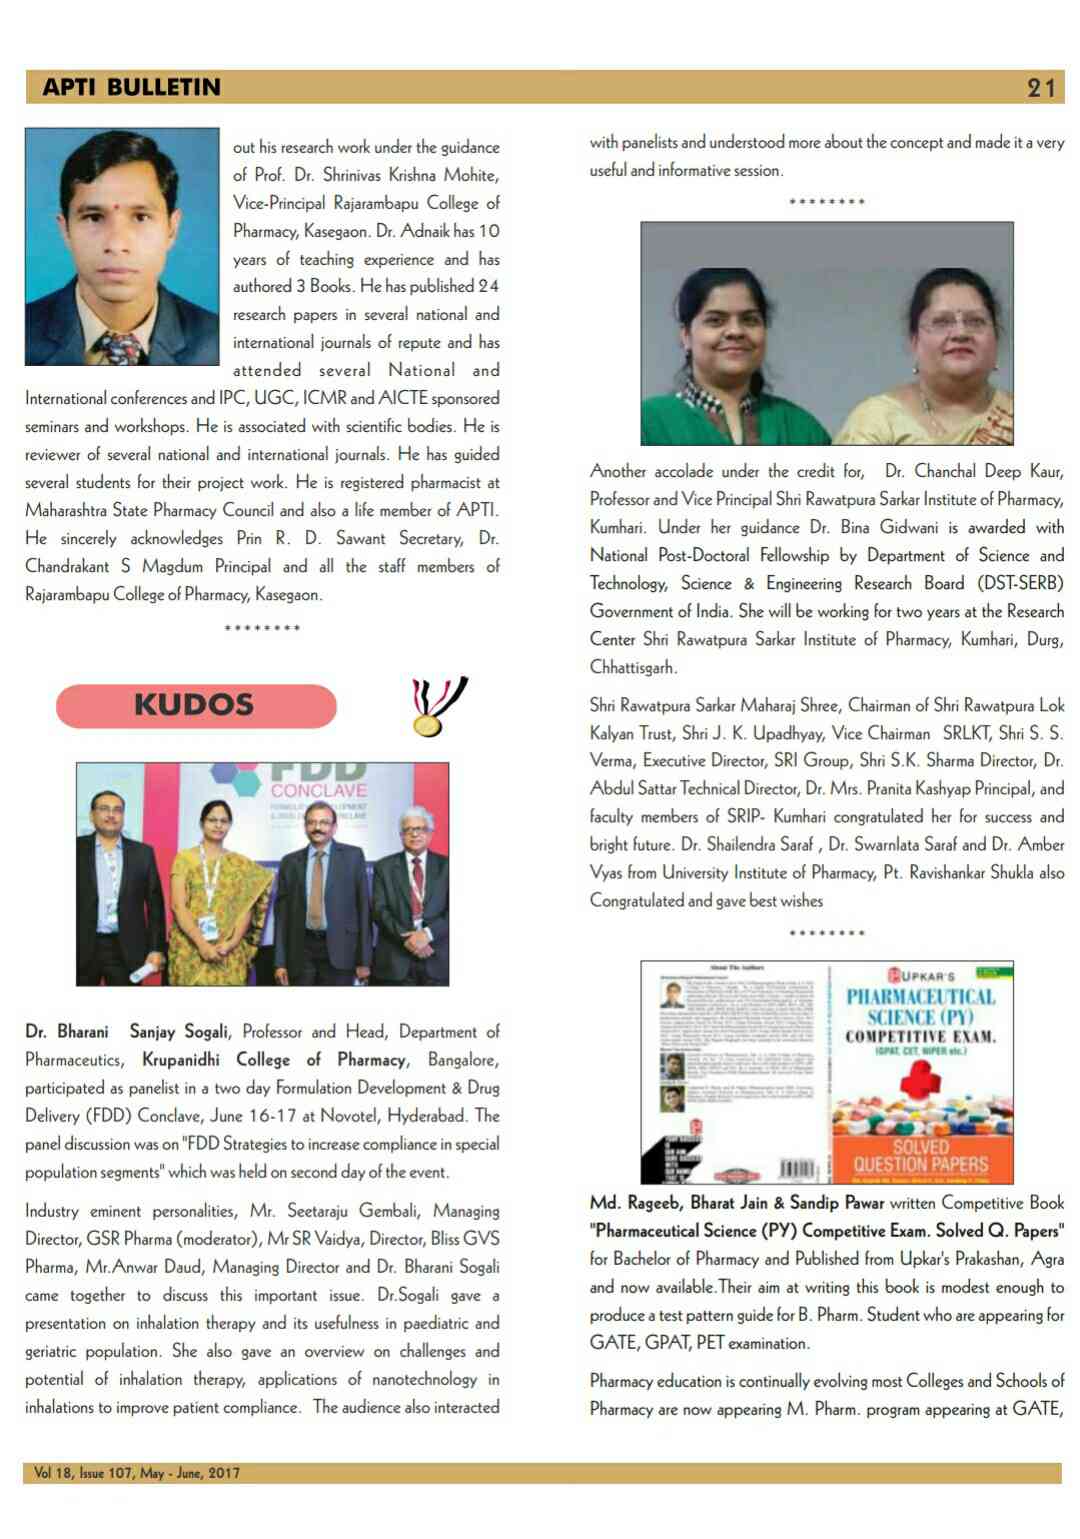 APTI BULLETIN
21
out his research work under the guidance
of Prof. Dr. Shrinivas Krishna Mohite,
Vice-Principal Rajarambapu College of
Pharmacy, Kasegaon. Dr. Adnaik has 10
years of teaching experience and has
authored 3 Books. He has published 24
research papers in several national and
international journals of repute and has
attended several National and
International conferences and IPC, UGC, ICMR and AICTE sponsored
seminars and workshops. He is associated with scientific bodies. He is
reviewer of several national and international journals. He has guided
several students for their project work. He is registered pharmacist at
Maharashtra State Pharmacy Council and also a life member of APTI.
He sincerely acknowledges Prin R. D. Sawant Secretary, Dr.
Chandrakant S Magdum Principal and all the staff members of
Rajarambapu College of Pharmacy, Kasegaon.
********
KUDOS
FDD
CONCLAVE
Dr. Bharani Sanjay Sogali, Professor and Head, Department of
Pharmaceutics, Krupanidhi College of Pharmacy, Bangalore,
participated as panelist in a two day Formulation Development & Drug
Delivery (FDD) Conclave, June 16-17 at Novotel, Hyderabad. The
panel discussion was on "FDD Strategies to increase compliance in special
population segments" which was held on second day of the event.
Industry eminent personalities, Mr. Seetaraju Gembali, Managing
Director, GSR Pharma (moderator), Mr SR Vaidya, Director, Bliss GVS
Pharma, Mr.Anwar Daud, Managing Director and Dr. Bharani Sogali
came together to discuss this important issue. Dr.Sogali gave a
presentation on inhalation therapy and its usefulness in paediatric and
geriatric population. She also gave an overview on challenges and
potential of inhalation therapy, applications of nanotechnology in
inhalations to improve patient compliance. The audience also interacted
with panelists and understood more about the concept and made it a very
useful and informative session.
********
Another accolade under the credit for, Dr. Chanchal Deep Kaur,
Professor and Vice Principal Shri Rawatpura Sarkar Institute of Pharmacy,
Kumhari. Under her guidance Dr. Bina Gidwani is awarded with
National Post-Doctoral Fellowship by Department of Science and
Technology, Science & Engineering Research Board (DST-SERB)
Government of India. She will be working for two years at the Research
Center Shri Rawatpura Sarkar Institute of Pharmacy, Kumhari, Durg,
Chhattisgarh.
Shri Rawatpura Sarkar Maharaj Shree, Chairman of Shri Rawatpura Lok
Kalyan Trust, Shri J. K. Upadhyay, Vice Chairman SRLKT, Shri S. S.
Verma, Executive Director, SRI Group, Shri S.K. Sharma Director, Dr.
Abdul Sattar Technical Director, Dr. Mrs. Pranita Kashyap Principal, and
faculty members of SRIP- Kumhari congratulated her for success and
bright future. Dr. Shailendra Saraf , Dr. Swarnlata Saraf and Dr. Amber
Vyas from University Institute of Pharmacy, Pt. Ravishankar Shukla also
Congratulated and gave best wishes
********
About The Authors
UPKAR'S
PHARMACEUTICAL
SCIENCE (PY)
COMPETITIVE EXAM.
(GPAT, CET, NIPER etc.)
SOLVED
QUESTION PAPERS
Md. Rageeb, Bharat Jain & Sandip Pawar written Competitive Book
"Pharmaceutical Science (PY) Competitive Exam. Solved Q. Papers"
for Bachelor of Pharmacy and Published from Upkar's Prakashan, Agra
and now available.Their aim at writing this book is modest enough to
produce a test pattern guide for B. Pharm. Student who are appearing for
GATE, GPAT, PET examination.
Pharmacy education is continually evolving most Colleges and Schools of
Pharmacy are now appearing M. Pharm. program appearing at GATE,
Vol 18, Issue 107, May - June, 2017